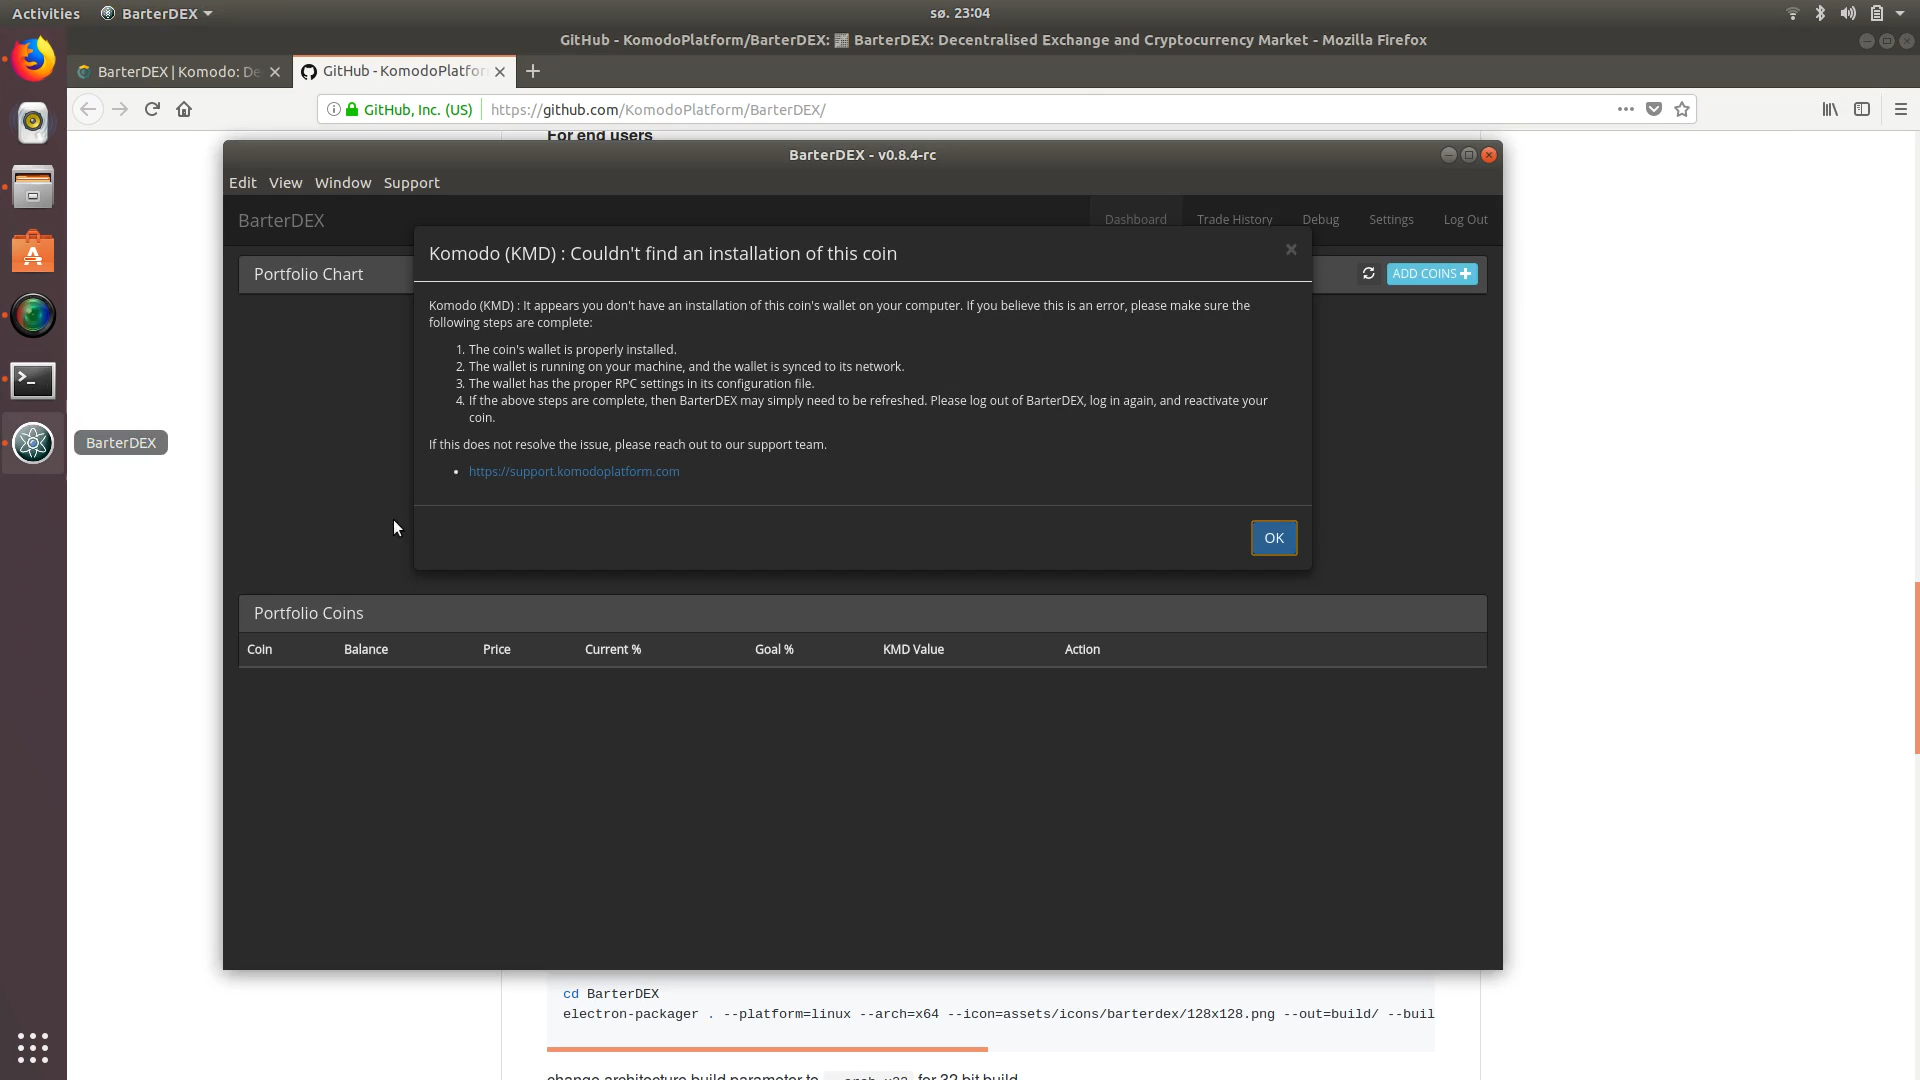 Activities BarterDEX sø. 23:04
GitHub - KomodoPlatform/BarterDEX: BarterDEX: Decentralised Exchange and Cryptocurrency Market - Mozilla Firefox
BarterDEX | Komodo: De GitHub - KomodoPlatfor
GitHub, Inc. (US) https://github.com/KomodoPlatform/BarterDEX/
For end users
BarterDEX - v0.8.4-rc
Edit View Window Support
BarterDEX Dashboard Trade History Debug Settings Log Out
Komodo (KMD) : Couldn't find an installation of this coin
Portfolio Chart ADD COINS
Komodo (KMD) : It appears you don't have an installation of this coin's wallet on your computer. If you believe this is an error, please make sure the
following steps are complete:
1. The coin's wallet is properly installed.
2. The wallet is running on your machine, and the wallet is synced to its network.
3. The wallet has the proper RPC settings in its configuration file.
4. If the above steps are complete, then BarterDEX may simply need to be refreshed. Please log out of BarterDEX, log in again, and reactivate your
coin.
If this does not resolve the issue, please reach out to our support team.
• https://support.komodoplatform.com
OK
BarterDEX
Portfolio Coins
Coin Balance Price Current % Goal % KMD Value Action
cd BarterDEX
electron-packager . --platform=linux --arch=x64 --icon=assets/icons/barterdex/128x128.png --out=build/ --buil
change architecture build parameter to for 32 bit build